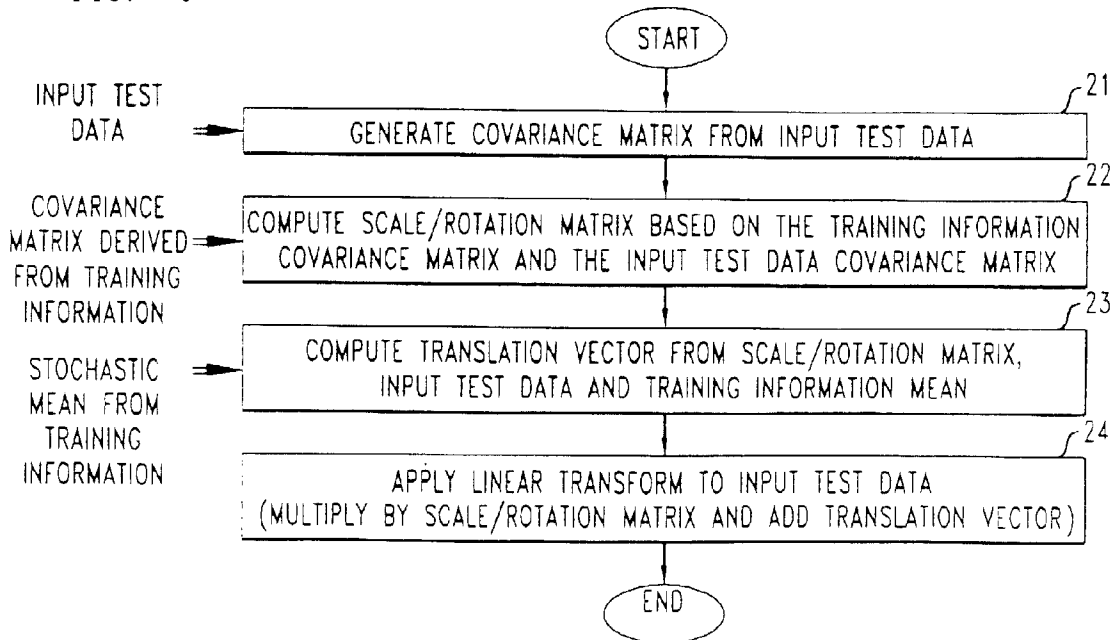 START
INPUT TEST
DATA
21
GENERATE COVARIANCE MATRIX FROM INPUT TEST DATA
22
COVARIANCE
MATRIX DERIVED
FROM TRAINING
INFORMATION
COMPUTE SCALE/ROTATION MATRIX BASED ON THE TRAINING INFORMATION
COVARIANCE MATRIX AND THE INPUT TEST DATA COVARIANCE MATRIX
23
STOCHASTIC
MEAN FROM
TRAINING
INFORMATION
COMPUTE TRANSLATION VECTOR FROM SCALE/ROTATION MATRIX,
INPUT TEST DATA AND TRAINING INFORMATION MEAN
24
APPLY LINEAR TRANSFORM TO INPUT TEST DATA
(MULTIPLY BY SCALE/ROTATION MATRIX AND ADD TRANSLATION VECTOR)
END